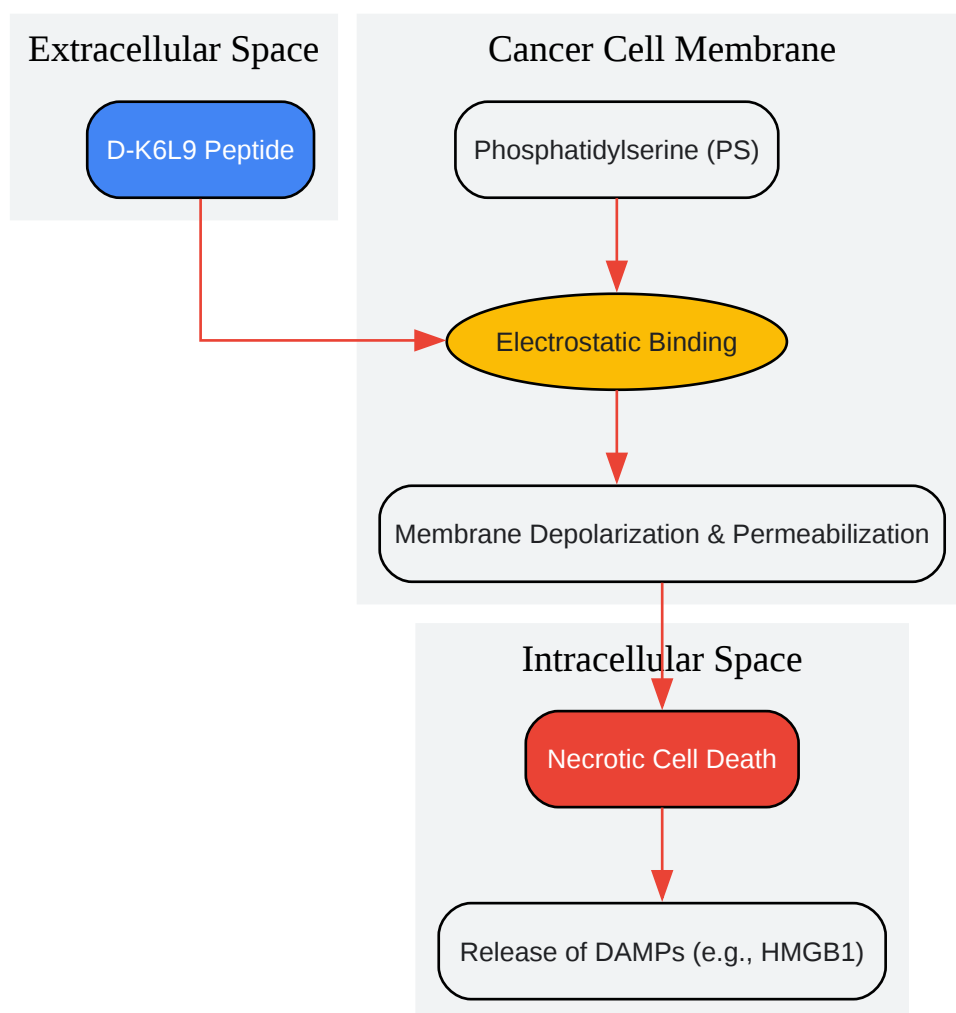 Extracellular Space
Cancer Cell Membrane
D-K6L9 Peptide
Phosphatidylserine (PS)
Electrostatic Binding
Membrane Depolarization & Permeabilization
Intracellular Space
Necrotic Cell Death
Release of DAMPs (e.g., HMGB1)